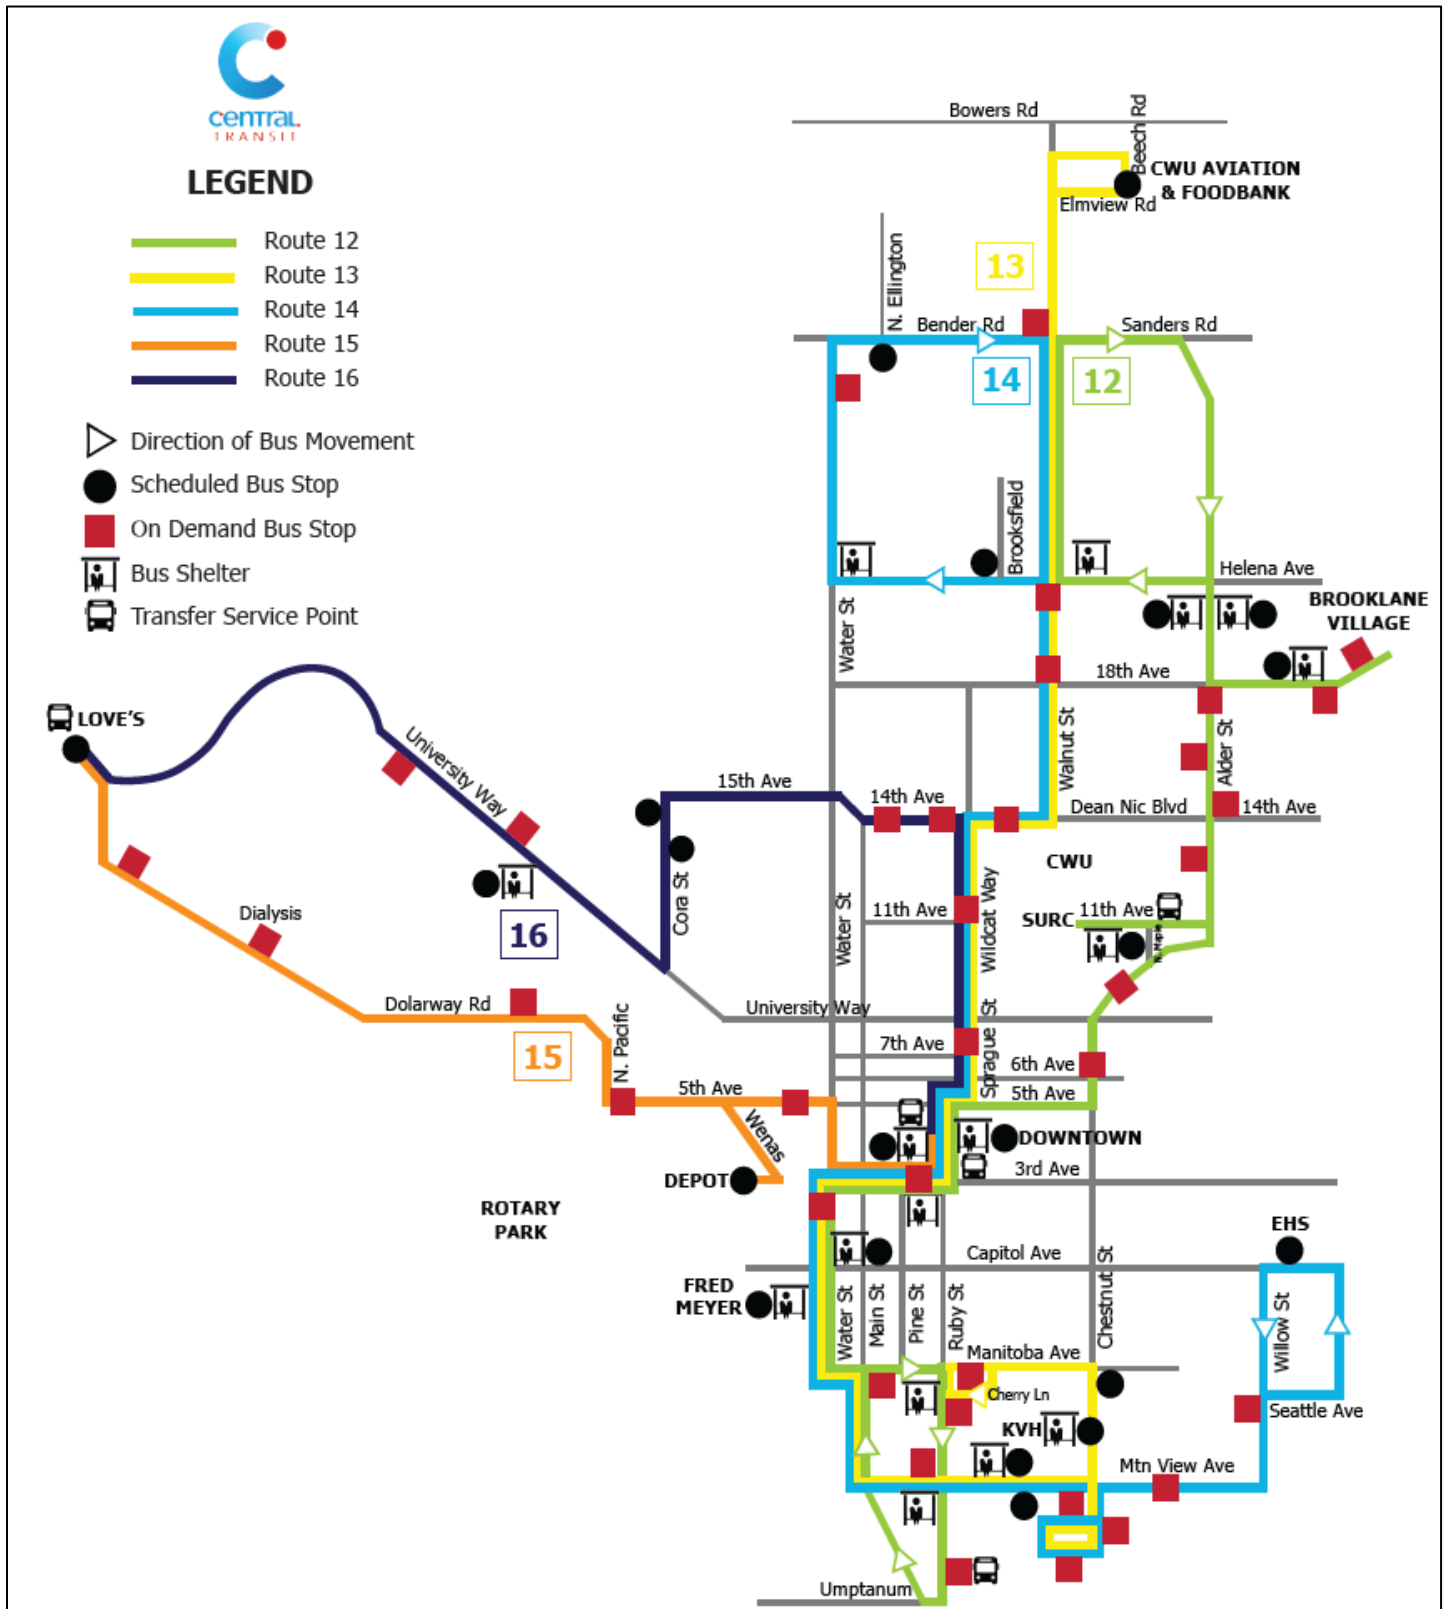 CENTRAL
TRANSIT
LEGEND
Route 12
Route 13
Route 14
Route 15
Route 16
Direction of Bus Movement
Scheduled Bus Stop
On Demand Bus Stop
Bus Shelter
Transfer Service Point
Bowers Rd
Beech Rd
CWU AVIATION
& FOODBANK
Elmview Rd
13
N. Ellington
Bender Rd
Sanders Rd
14
12
Brooksfield
Helena Ave
BROOKLANE
VILLAGE
Water St
18th Ave
LOVE'S
University Way
Walnut St
Alder St
15th Ave
14th Ave
Dean Nic Blvd
14th Ave
CWU
Cora St
Water St
11th Ave
Wildcat Way
SURC
11th Ave
N. Maple
Dialysis
16
Dolarway Rd
University Way
15
N. Pacific
7th Ave
Sprague St
6th Ave
5th Ave
5th Ave
Wenas
DOWNTOWN
DEPOT
3rd Ave
ROTARY
PARK
EHS
Capitol Ave
FRED
MEYER
Water St
Main St
Pine St
Ruby St
Chestnut St
Willow St
Manitoba Ave
Cherry Ln
Seattle Ave
KVH
Mtn View Ave
Umptanum